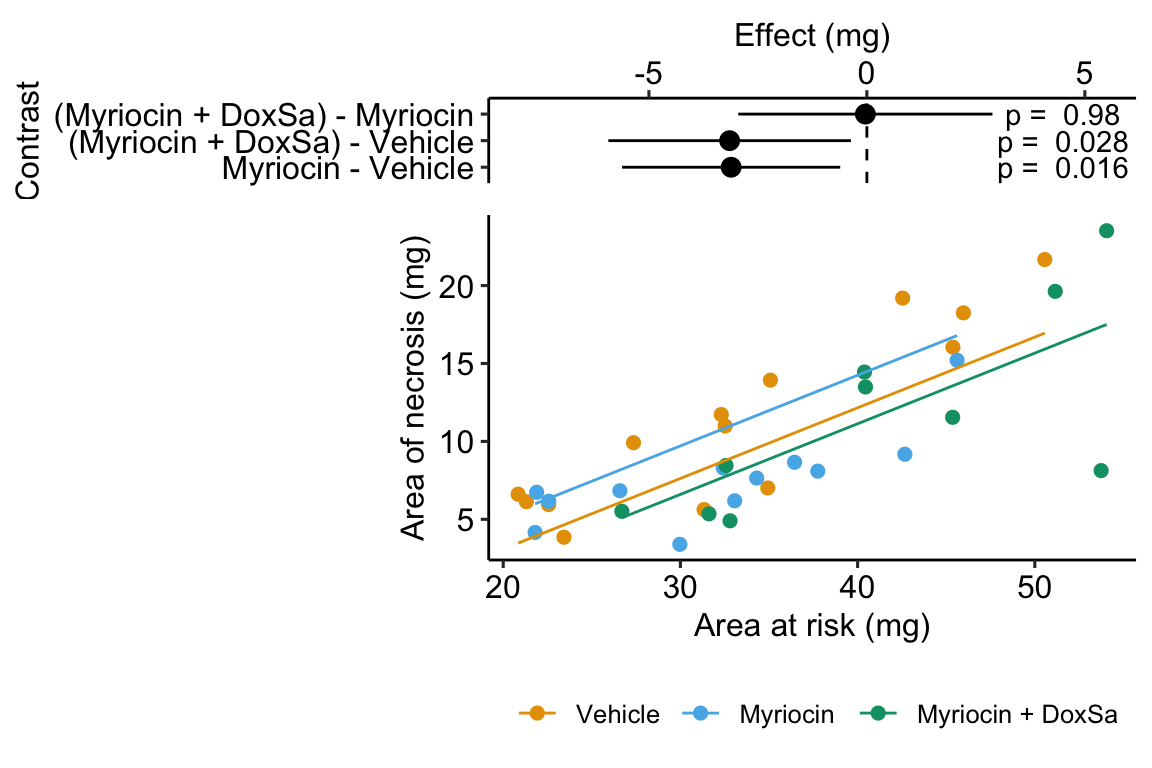 Effect (mg)
-5 0 5
Contrast
(Myriocin + DoxSa) - Myriocin p = 0.98
(Myriocin + DoxSa) - Vehicle p = 0.028
Myriocin - Vehicle p = 0.016
Area of necrosis (mg)
20
15
10
5
20 30 40 50
Area at risk (mg)
Vehicle Myriocin Myriocin + DoxSa